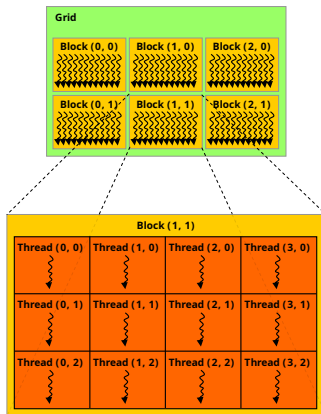 Grid
Block (0, 0) Block (1, 0) Block (2, 0)
Block (0, 1) Block (1, 1) Block (2, 1)
Block (1, 1)
Thread (0, 0) Thread (1, 0) Thread (2, 0) Thread (3, 0)
Thread (0, 1) Thread (1, 1) Thread (2, 1) Thread (3, 1)
Thread (0, 2) Thread (1, 2) Thread (2, 2) Thread (3, 2)